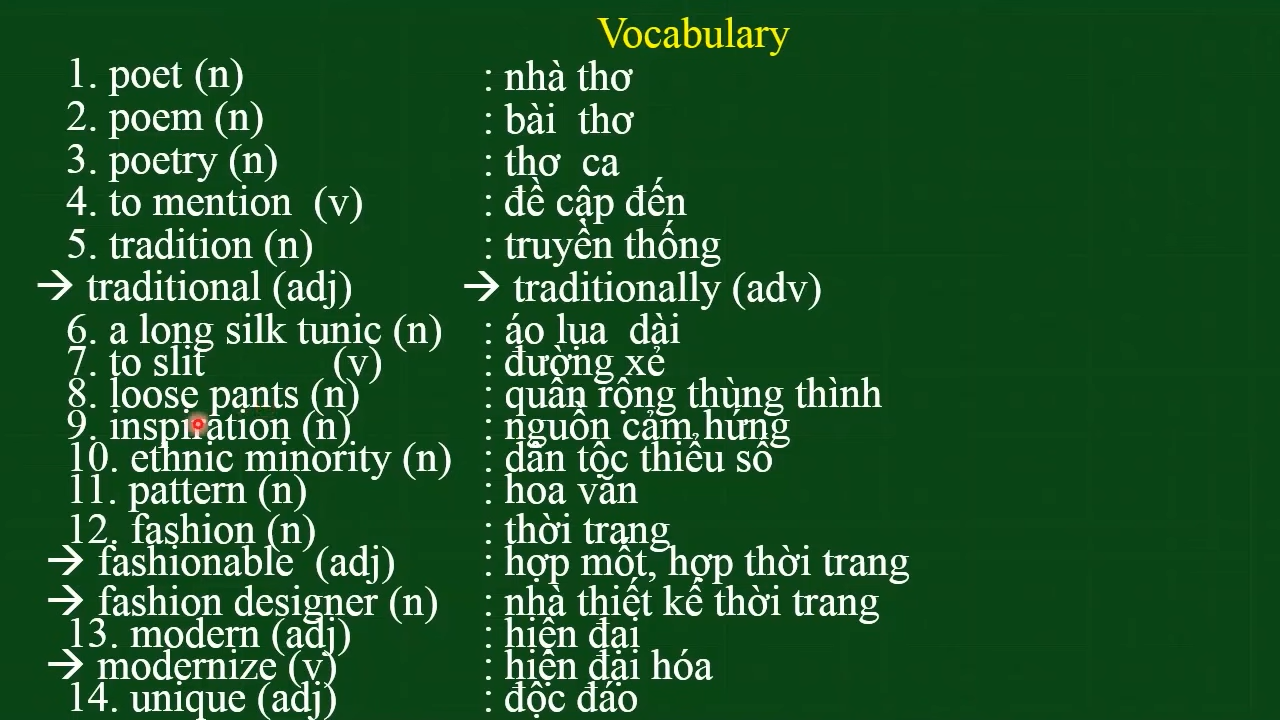 Vocabulary
1. poet (n) : nhà thơ
2. poem (n) : bài thơ
3. poetry (n) : thơ ca
4. to mention (v) : đề cập đến
5. tradition (n) : truyền thống
→ traditional (adj) → traditionally (adv)
6. a long silk tunic (n) : áo lụa dài
7. to slit (v) : đường xẻ
8. loose pants (n) : quần rộng thùng thình
9. inspiration (n) : nguồn cảm hứng
10. ethnic minority (n) : dân tộc thiểu số
11. pattern (n) : hoa văn
12. fashion (n) : thời trang
→ fashionable (adj) : hợp mốt, hợp thời trang
→ fashion designer (n) : nhà thiết kế thời trang
13. modern (adj) : hiện đại
→ modernize (v) : hiện đại hóa
14. unique (adj) : độc đáo